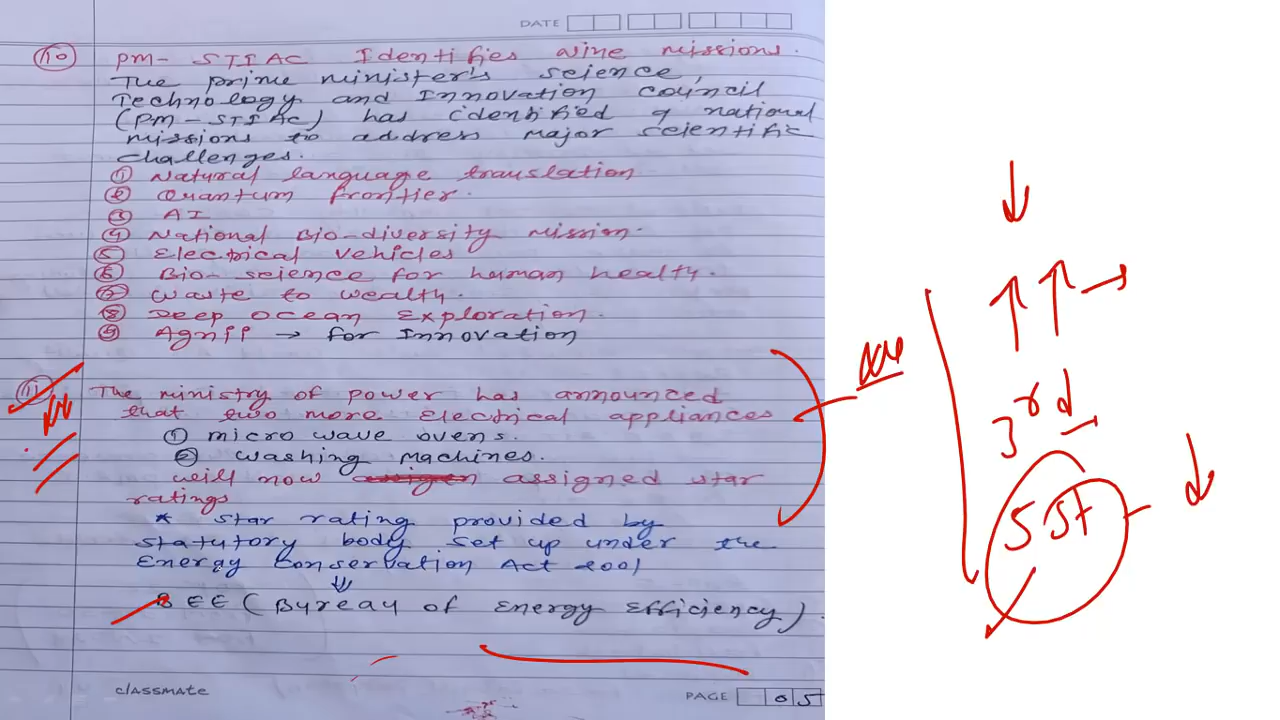 DATE
10 PM-STIAC Identifies nine missions.
The prime minister's science,
Technology and Innovation council
(PM-STIAC) has identified 9 national
missions to address major scientific
challenges.
① Natural language translation
② Quantum frontier.
③ AI
④ National Bio-diversity mission.
⑤ Electrical vehicles
⑥ Bio-science for human health.
⑦ Waste to wealth.
⑧ Deep ocean Exploration.
⑨ Agnii → for Innovation
11 The ministry of power has announced
that two more electrical appliances
① micro wave ovens.
② washing machines.
will now assigned star
ratings
* star rating provided by
statutory body set up under the
Energy Conservation Act 2001
BEE (Bureau of Energy Efficiency)
classmate
PAGE 05
3rd
5 st